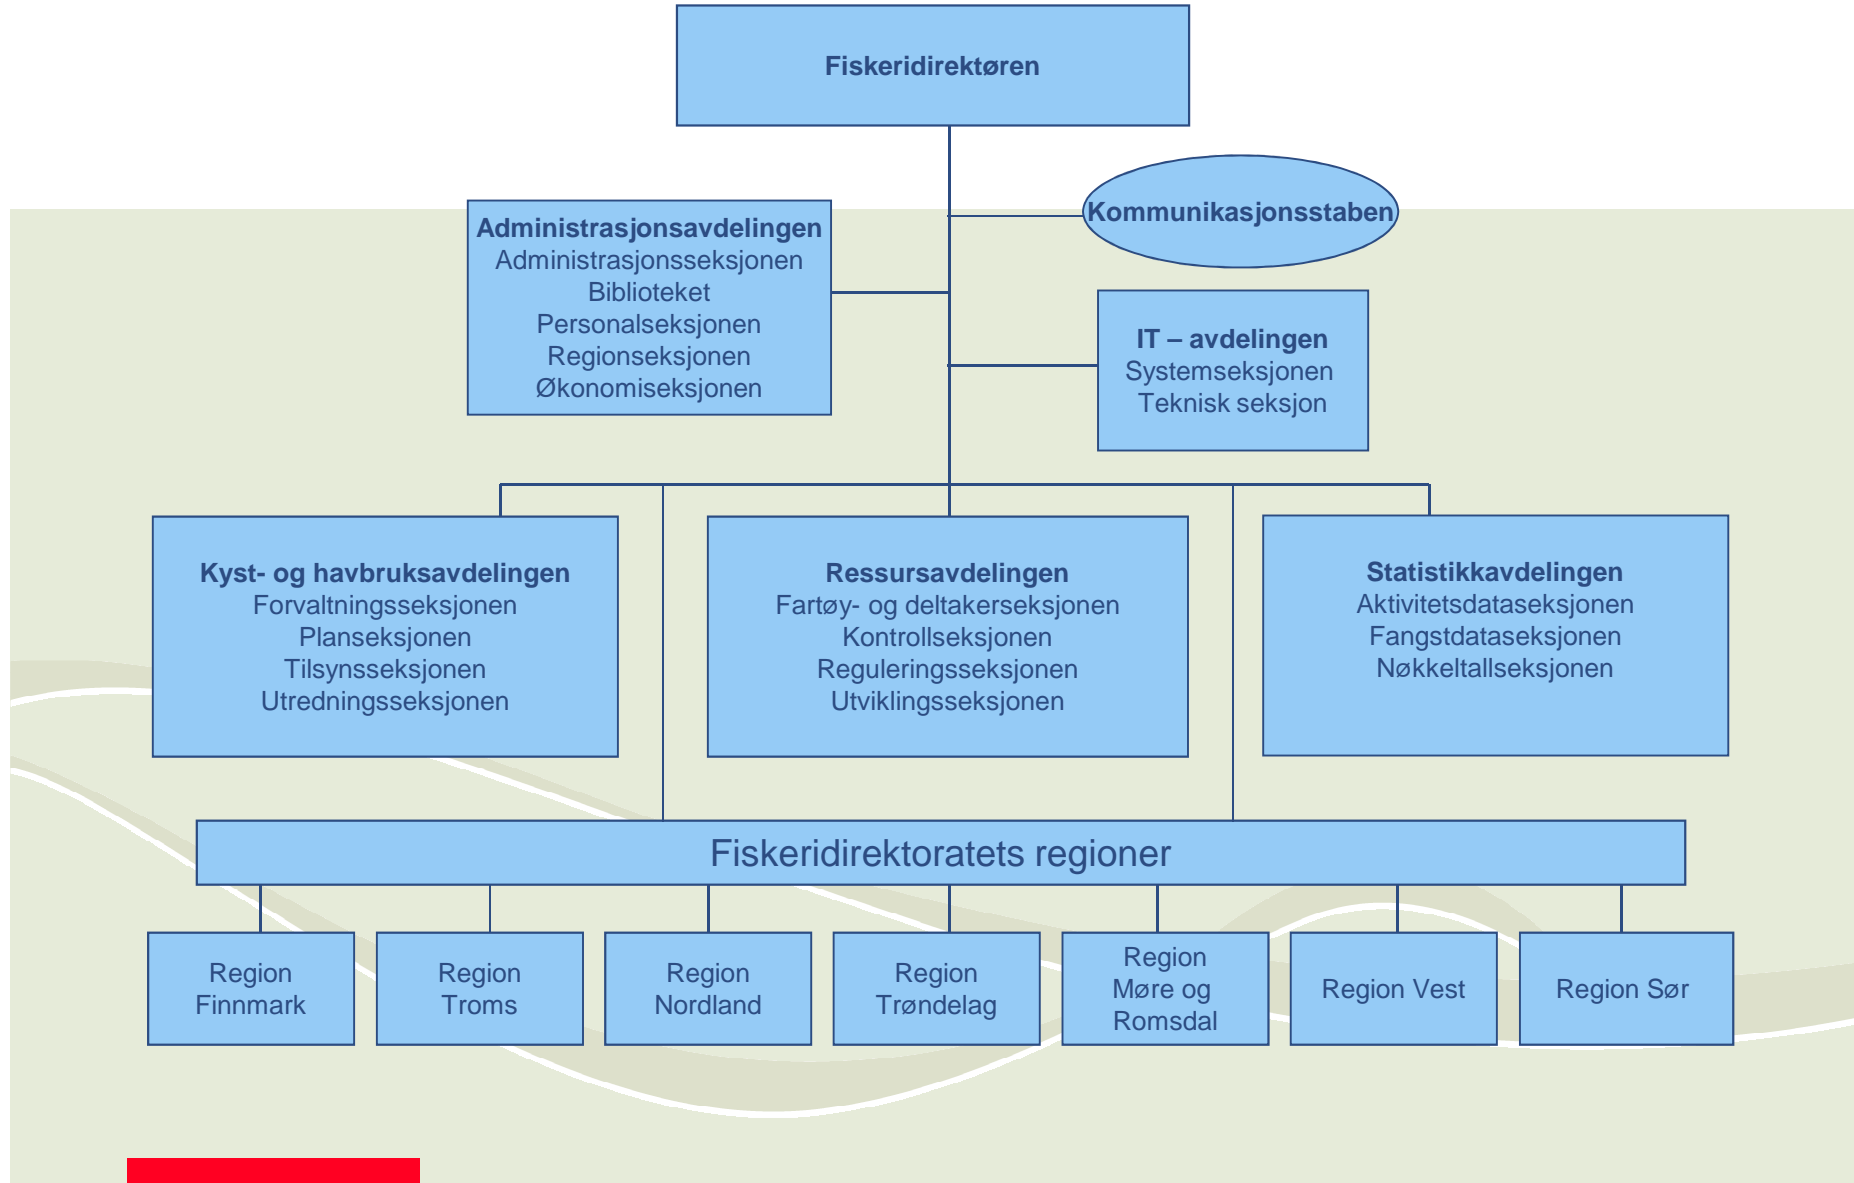 Fiskeridirektøren
Kommunikasjonsstaben
Administrasjonsavdelingen
Administrasjonsseksjonen
Biblioteket
Personalseksjonen
Regionseksjonen
Økonomiseksjonen
IT – avdelingen
Systemseksjonen
Teknisk seksjon
Kyst- og havbruksavdelingen
Forvaltningsseksjonen
Planseksjonen
Tilsynsseksjonen
Utredningsseksjonen
Ressursavdelingen
Fartøy- og deltakerseksjonen
Kontrollseksjonen
Reguleringsseksjonen
Utviklingsseksjonen
Statistikkavdelingen
Aktivitetsdataseksjonen
Fangstdataseksjonen
Nøkkeltallseksjonen
Fiskeridirektoratets regioner
Region
Finnmark
Region
Troms
Region
Nordland
Region
Trøndelag
Region
Møre og
Romsdal
Region Vest
Region Sør